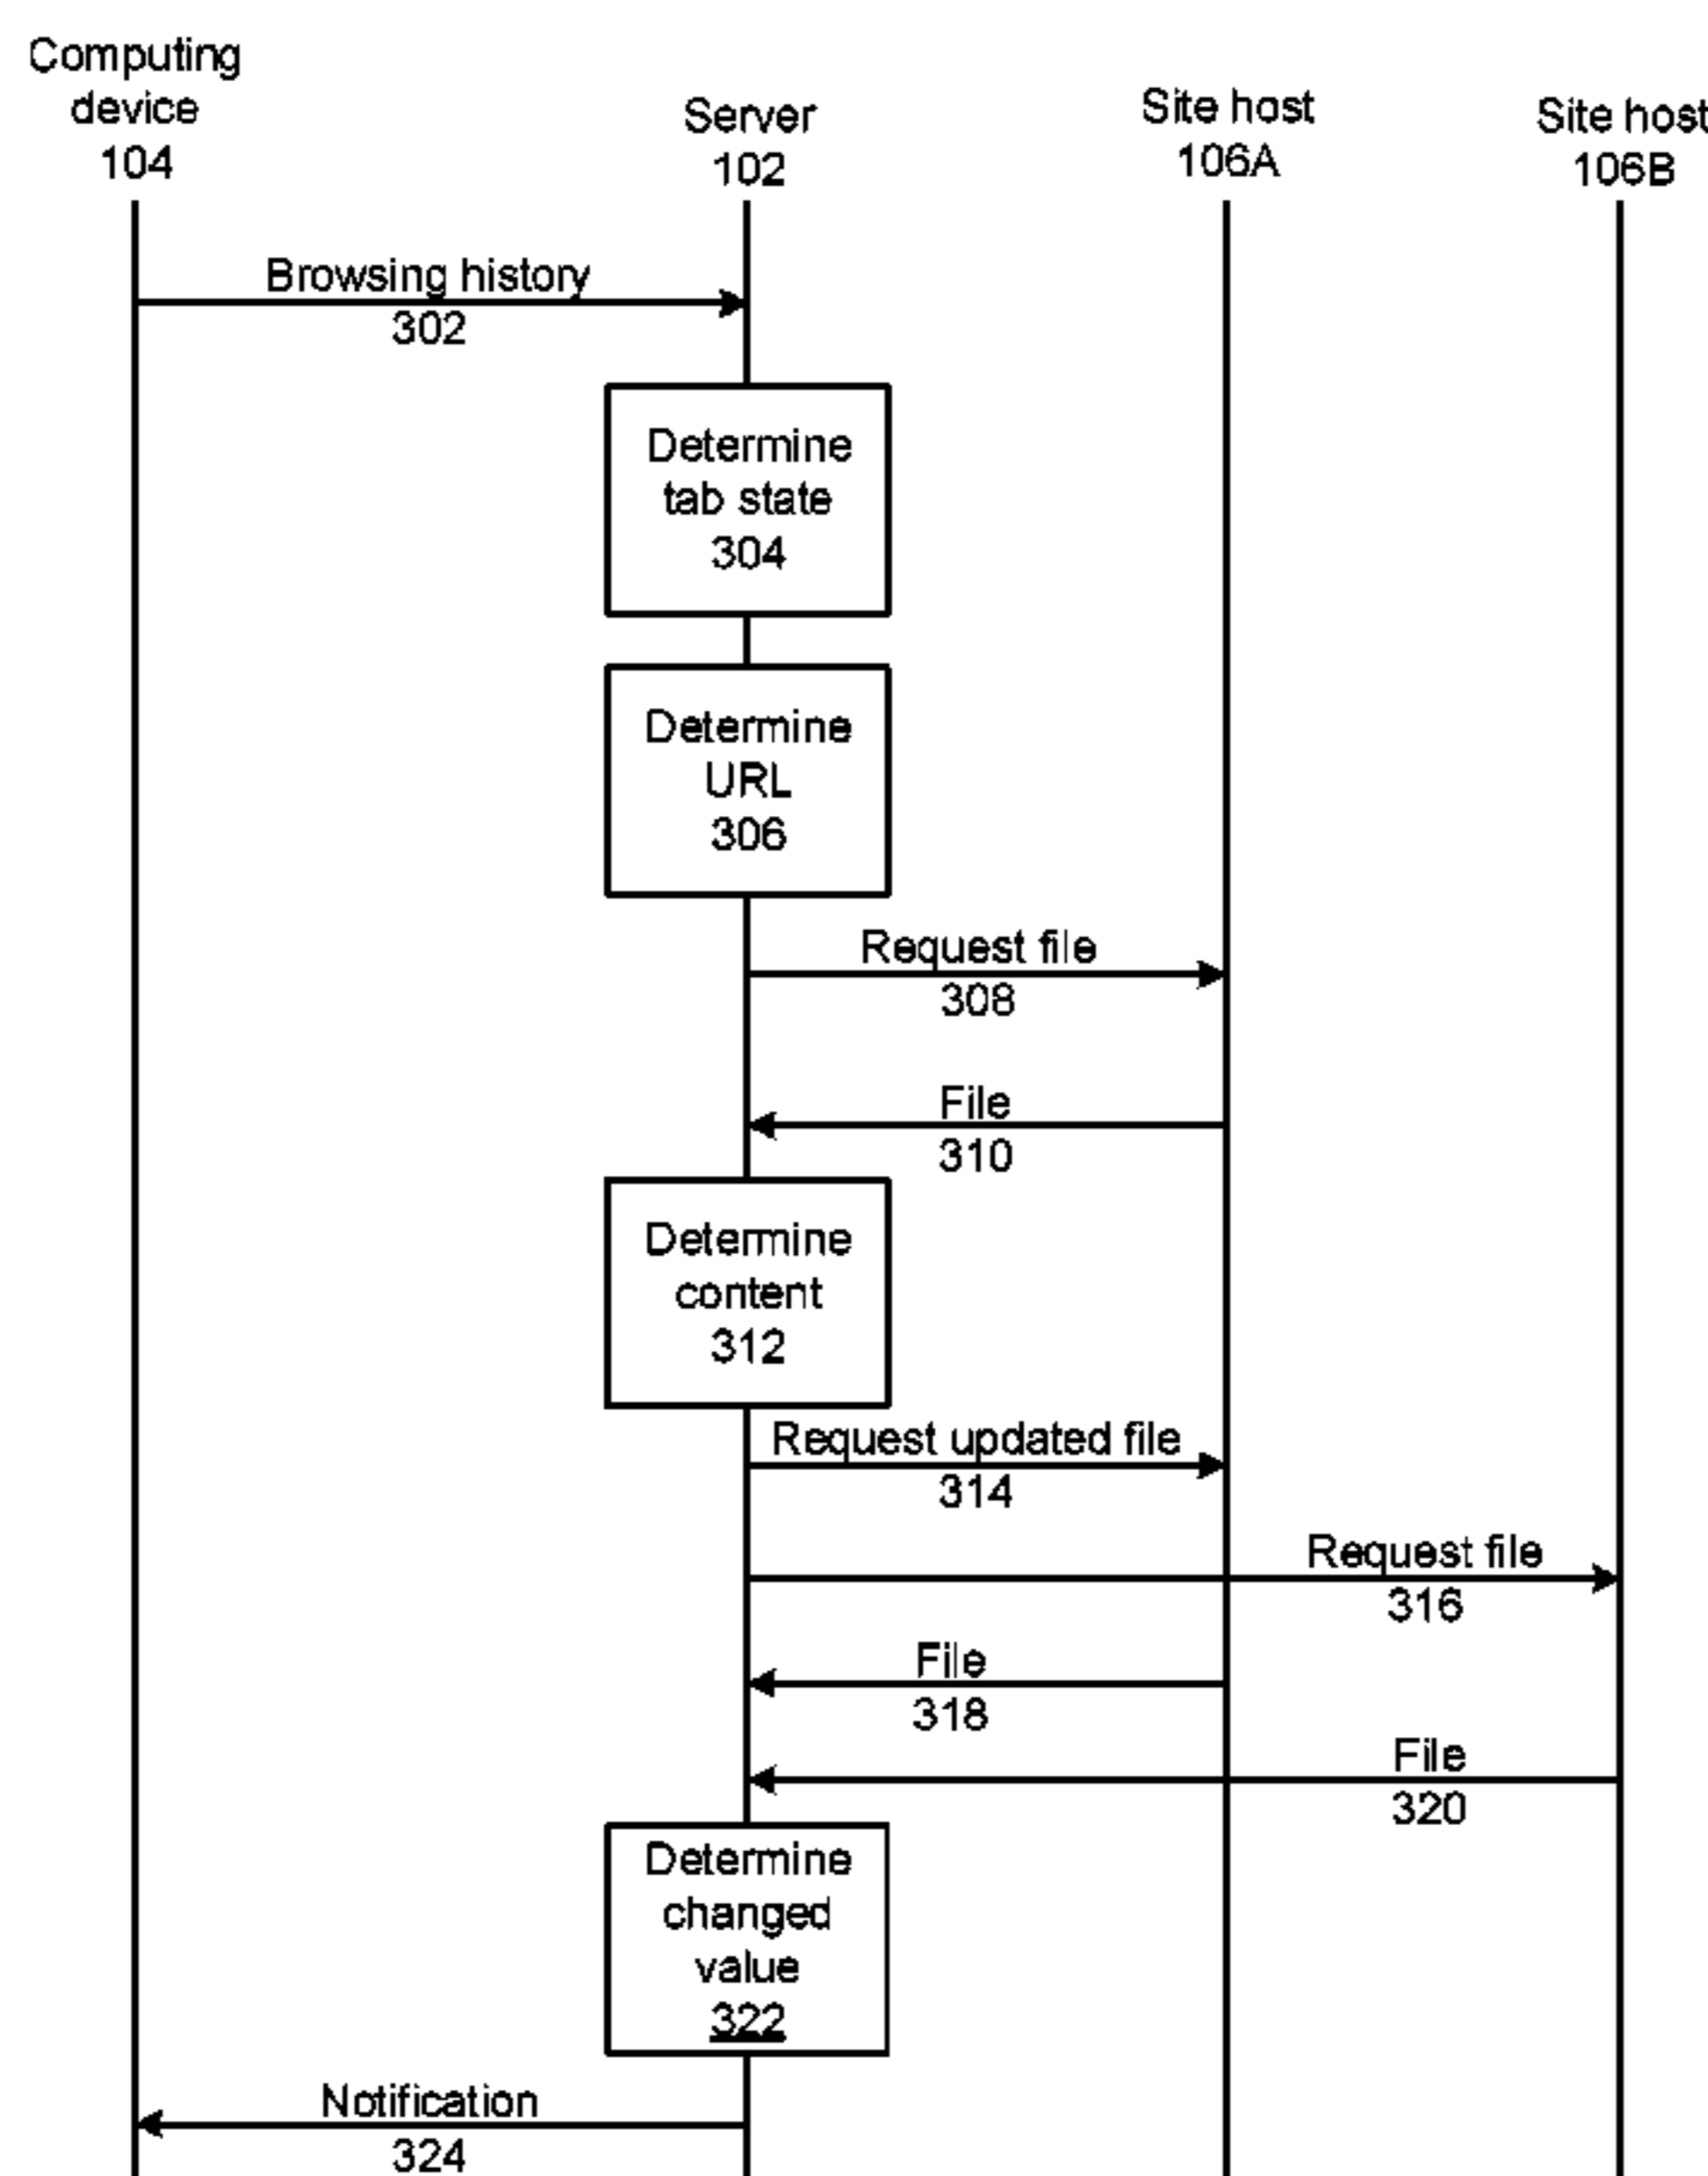 Computing
device
104
Server
102
Site host
106A
Site host
106B
Browsing history
302
Determine
tab state
304
Determine
URL
306
Request file
308
File
310
Determine
content
312
Request updated file
314
Request file
316
File
318
File
320
Determine
changed
value
322
Notification
324